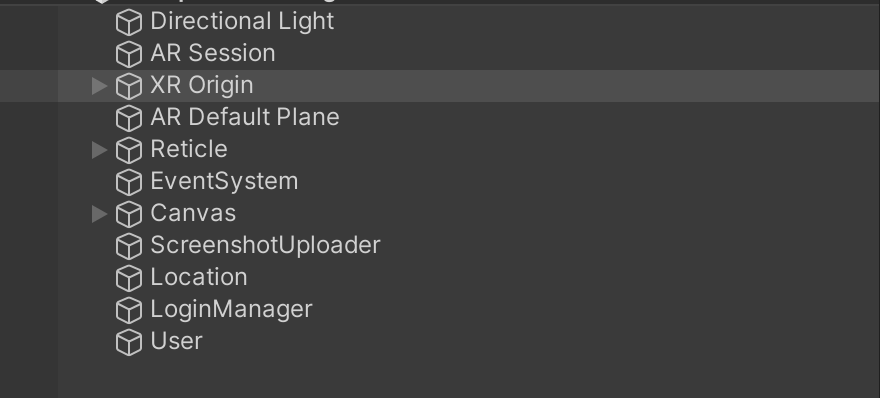 Directional Light
AR Session
XR Origin
AR Default Plane
Reticle
EventSystem
Canvas
ScreenshotUploader
Location
LoginManager
User